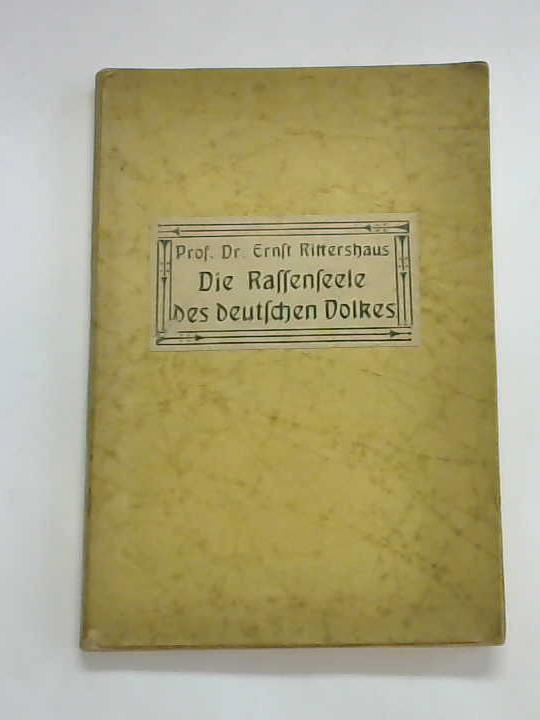 Prof. Dr. Ernſt Rittershaus
Die Raſſenſeele
des deutſchen Volkes